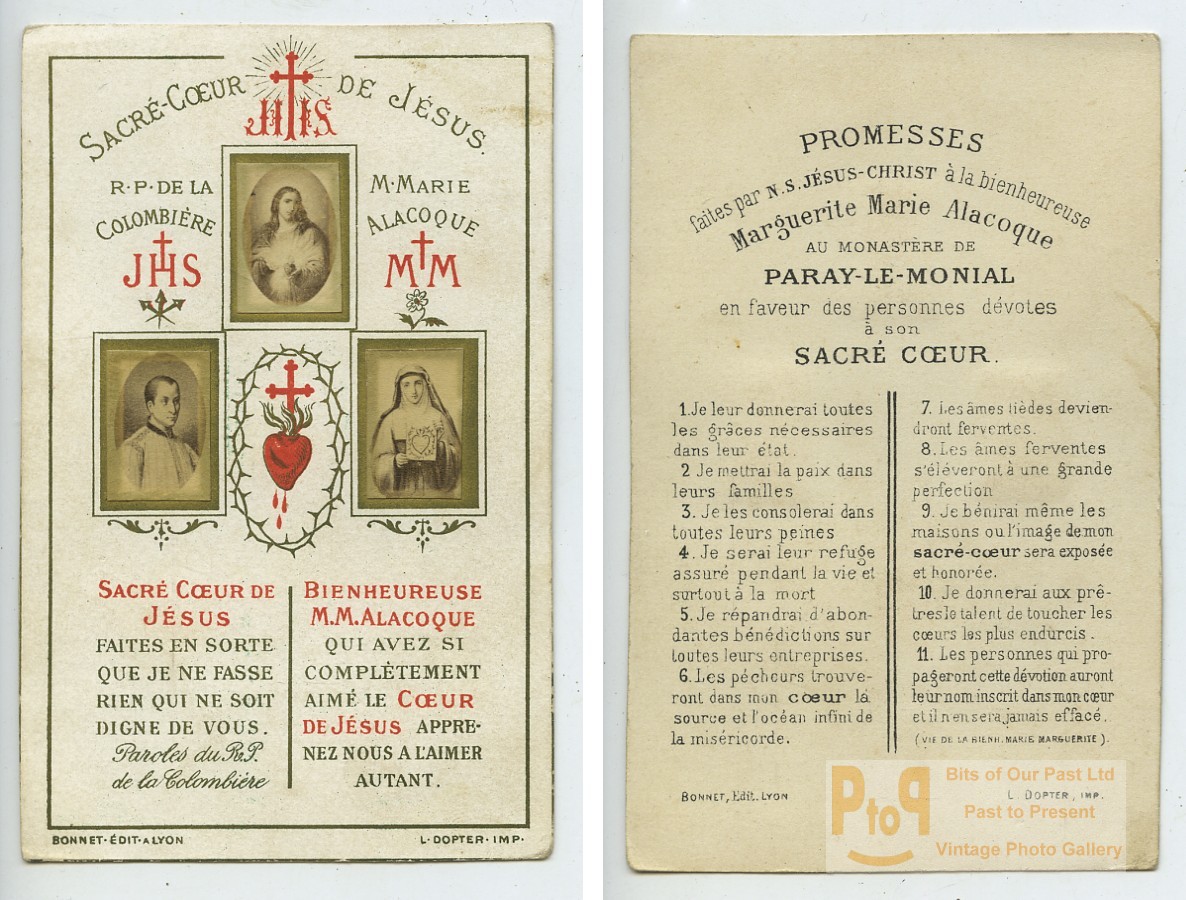 SACRÉ-CŒUR DE JÉSUS.
JHS
R·P·DE LA
COLOMBIÈRE
JHS
M·MARIE
ALACOQUE
MM
SACRÉ CŒUR DE
JÉSUS
FAITES EN SORTE
QUE JE NE FASSE
RIEN QUI NE SOIT
DIGNE DE VOUS.
Paroles du R.P.
de la Colombière
BIENHEUREUSE
M.M.ALACOQUE
QUI AVEZ SI
COMPLÈTEMENT
AIMÉ LE CŒUR
DE JÉSUS APPRE-
NEZ NOUS A L'AIMER
AUTANT.
BONNET·ÉDIT·A LYON
L·DOPTER·IMP·
PROMESSES
faites par N.S. JÉSUS-CHRIST à la bienheureuse
Marguerite Marie Alacoque
AU MONASTÈRE DE
PARAY-LE-MONIAL
en faveur des personnes dévotes
à son
SACRÉ CŒUR.
1. Je leur donnerai toutes
les grâces nécessaires
dans leur état.
2 Je mettrai la paix dans
leurs familles
3. Je les consolerai dans
toutes leurs peines
4. Je serai leur refuge
assuré pendant la vie et
surtout à la mort
5. Je répandrai d'abon-
dantes bénédictions sur
toutes leurs entreprises.
6. Les pécheurs trouve-
ront dans mon cœur la
source et l'océan infini de
la miséricorde.
7. Les âmes tièdes devien-
dront ferventes.
8. Les âmes ferventes
s'élèveront à une grande
perfection
9. Je bénirai même les
maisons ou l'image de mon
sacré-cœur sera exposée
et honorée.
10. Je donnerai aux prê-
tres le talent de toucher les
cœurs les plus endurcis.
11. Les personnes qui pro-
pageront cette dévotion auront
leur nom inscrit dans mon cœur
et il n'en sera jamais effacé.
(VIE DE LA BIENH. MARIE MARGUERITE).
BONNET, Edit. LYON
L. DOPTER, IMP.
PtoP
Bits of Our Past Ltd
Past to Present
Vintage Photo Gallery